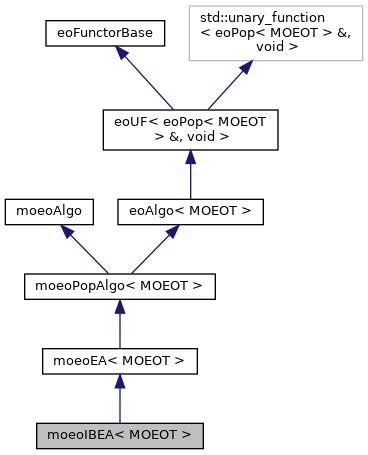 eoFunctorBase
std::unary_function
< eoPop< MOEOT > &,
void >
eoUF< eoPop< MOEOT
> &, void >
moeoAlgo
eoAlgo< MOEOT >
moeoPopAlgo< MOEOT >
moeoEA< MOEOT >
moeoIBEA< MOEOT >